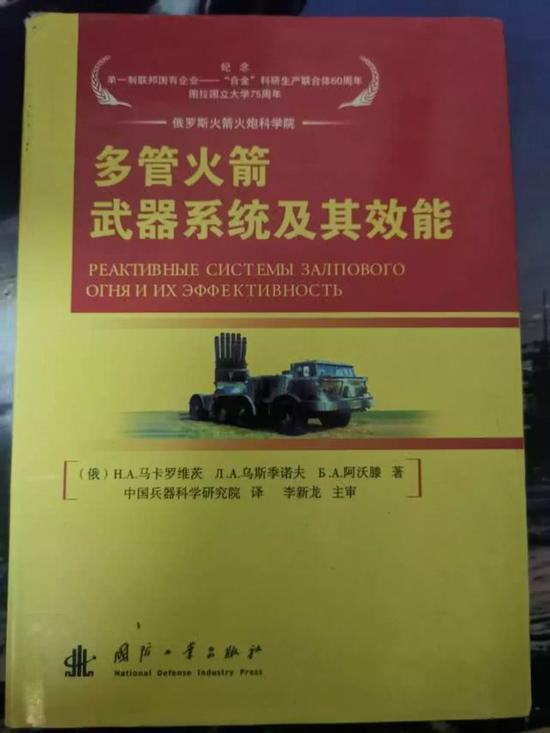 纪念
单一制联邦国有企业——“合金”科研生产联合体60周年
图拉国立大学75周年
俄罗斯火箭火炮科学院
多管火箭
武器系统及其效能
РЕАКТИВНЫЕ СИСТЕМЫ ЗАЛПОВОГО
ОГНЯ И ИХ ЭФФЕКТИВНОСТЬ
（俄）Н.А.马卡罗维茨 Л.А.乌斯季诺夫 Б.А.阿沃滕 著
中国兵器科学研究院 译 李新龙 主审
国防工业出版社
National Defense Industry Press